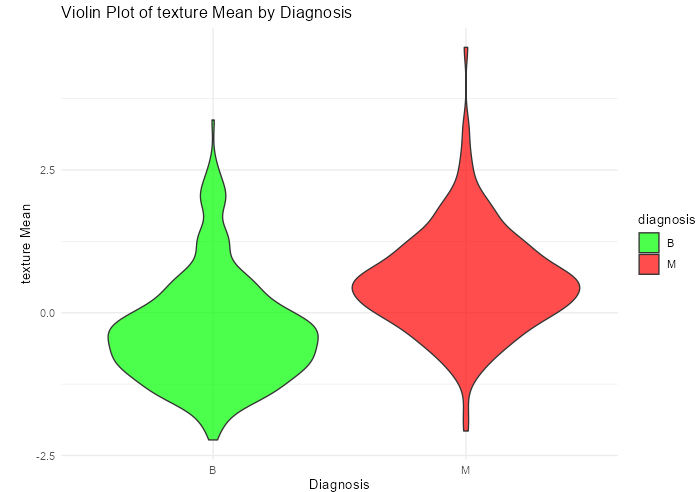 Violin Plot of texture Mean by Diagnosis
texture Mean
2.5
0.0
-2.5
B
M
Diagnosis
diagnosis
B
M